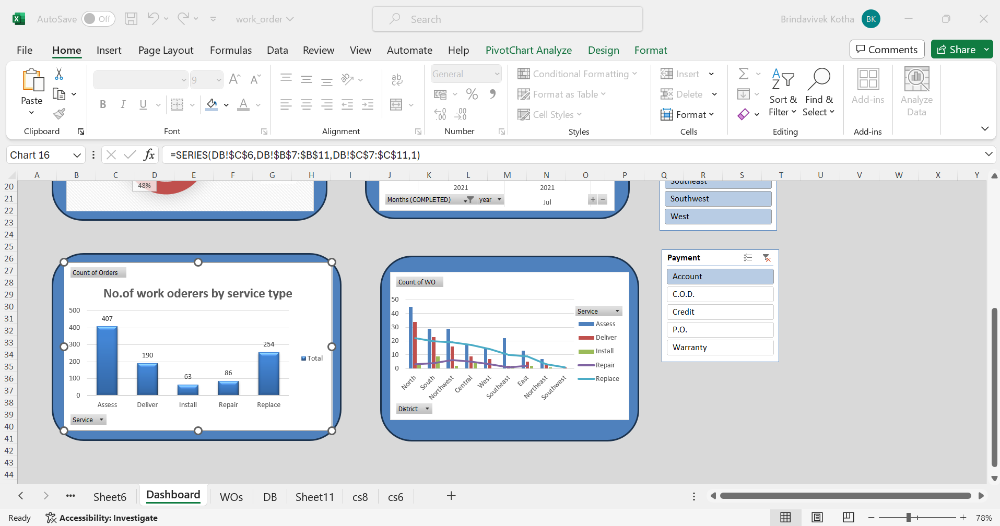 AutoSave Off work_order Search Brindavivek Kotha BK
File Home Insert Page Layout Formulas Data Review View Automate Help PivotChart Analyze Design Format Comments Share
Paste
Clipboard
9
B I U A
Font
ab
Alignment
General
% 9
.00 .00
Number
Conditional Formatting
Format as Table
Cell Styles
Styles
Insert
Delete
Format
Cells
Sort & Filter
Find & Select
Editing
Add-ins
Add-ins
Analyze Data
Chart 16 fx =SERIES(DB!$C$6,DB!$B$7:$B$11,DB!$C$7:$C$11,1)
A B C D E F G H I J K L M N O P Q R S T U V W X Y
20
21
22
23
24
25
26
27
28
29
30
31
32
33
34
35
36
37
38
39
40
41
42
43
44
48%
2021 2021
Months (COMPLETED) year Jul + −
Southeast
Southwest
West
Count of Orders
No.of work oderers by service type
500
400
300
200
100
0
407
190
63
86
254
Total
Assess Deliver Install Repair Replace
Service
Count of WO
50
40
30
20
10
0
Service
Assess
Deliver
Install
Repair
Replace
North South Northwest Central West Southeast East Northeast Southwest
District
Payment
Account
C.O.D.
Credit
P.O.
Warranty
Sheet6 Dashboard WOs DB Sheet11 cs8 cs6
Ready Accessibility: Investigate 78%